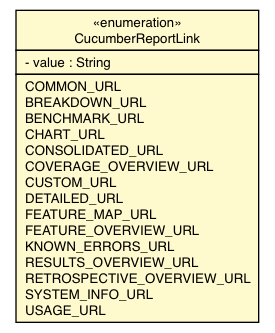 «enumeration»
CucumberReportLink
- value : String
COMMON_URL
BREAKDOWN_URL
BENCHMARK_URL
CHART_URL
CONSOLIDATED_URL
COVERAGE_OVERVIEW_URL
CUSTOM_URL
DETAILED_URL
FEATURE_MAP_URL
FEATURE_OVERVIEW_URL
KNOWN_ERRORS_URL
RESULTS_OVERVIEW_URL
RETROSPECTIVE_OVERVIEW_URL
SYSTEM_INFO_URL
USAGE_URL